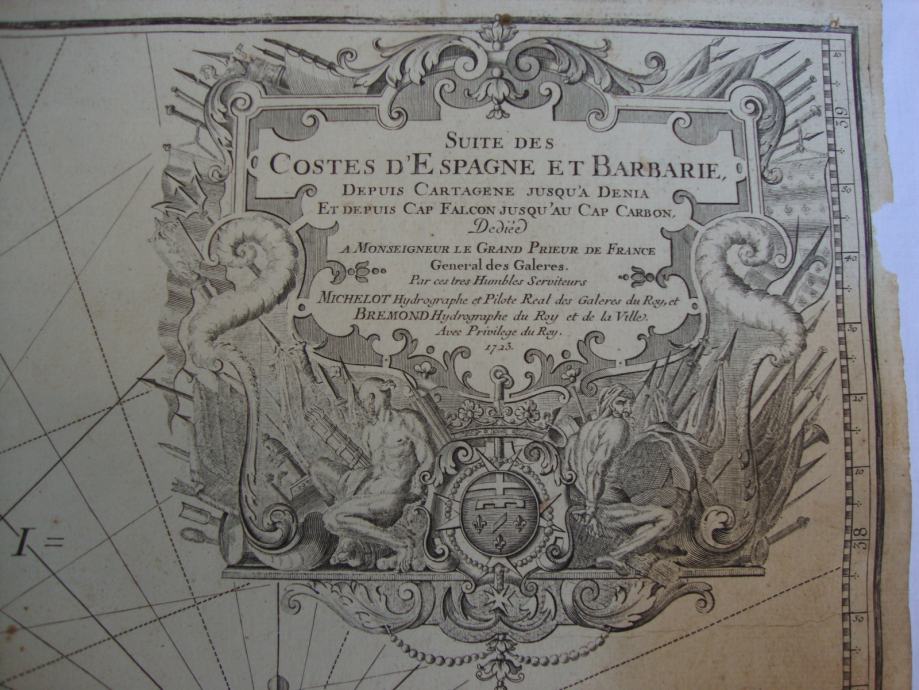 SUITE DES
COSTES D'ESPAGNE ET BARBARIE,
DEPUIS CARTAGENE JUSQU'A DENIA
ET DEPUIS CAP FALCON JUSQU'AU CAP CARBON,
Dediée
A MONSEIGNEUR LE GRAND PRIEUR DE FRANCE
General des Galeres.
Par ces tres Humbles Serviteurs
MICHELOT Hydrographe et Pilote Real des Galeres du Roy, et
BREMOND Hydrographe du Roy et de la Ville.
Avec Privilege du Roy.
1723.
I =
39
38